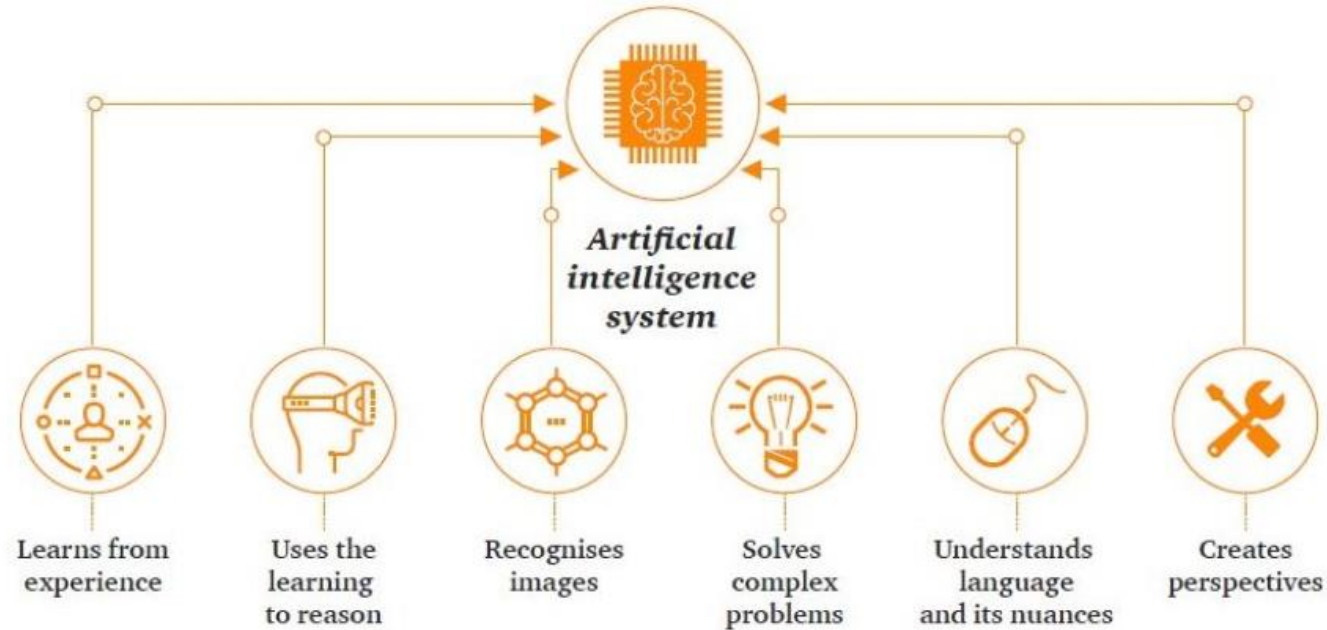 Artificial
intelligence
system
Learns from
experience
Uses the
learning
to reason
Recognises
images
Solves
complex
problems
Understands
language
and its nuances
Creates
perspectives